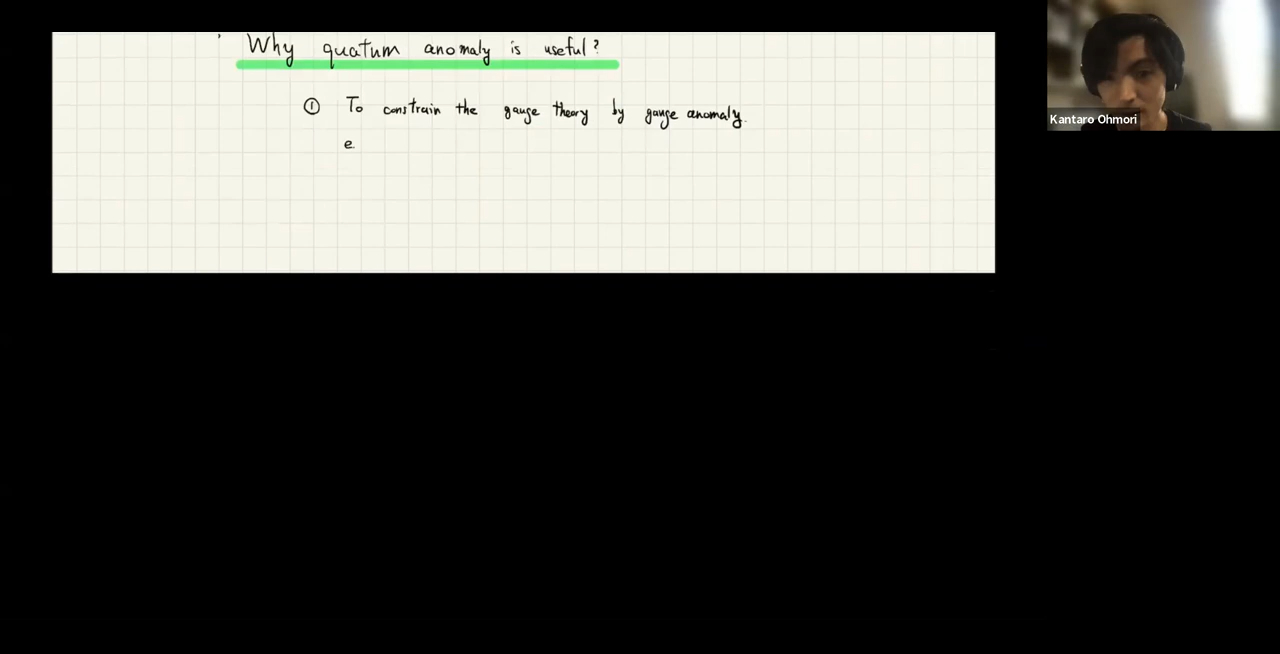 Why quatum anomaly is useful?
① To constrain the gauge theory by gauge anomaly.
e.
Kantaro Ohmori